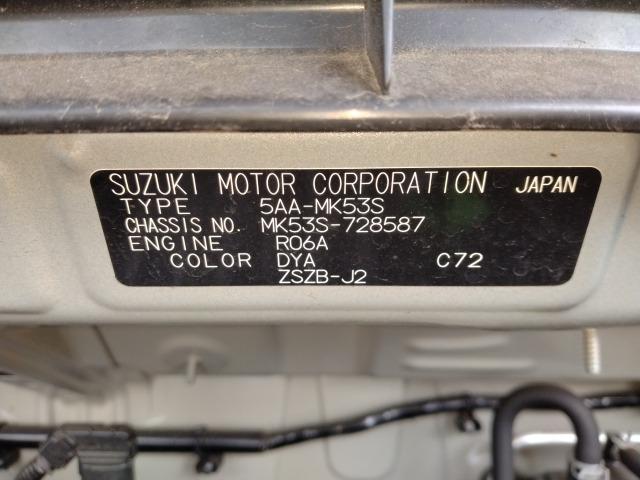 SUZUKI MOTOR CORPORATION JAPAN
TYPE 5AA-MK53S
CHASSIS NO. MK53S-728587
ENGINE R06A
COLOR DYA C72
ZSZB-J2